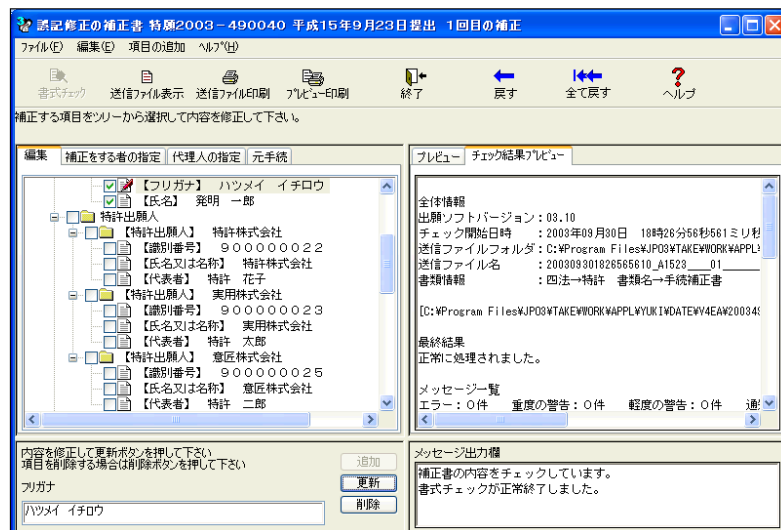 誤記修正の補正書 特願2003-490040 平成15年9月23日提出 1回目の補正
ファイル(F) 編集(E) 項目の追加 ヘルプ(H)
書式チェック 送信ファイル表示 送信ファイル印刷 プレビュー印刷 終了 戻す 全て戻す ヘルプ
補正する項目をツリーから選択して内容を修正して下さい。
編集 補正をする者の指定 代理人の指定 元手続
【フリガナ】 ハツメイ イチロウ
【氏名】 発明 一郎
特許出願人
【特許出願人】 特許株式会社
【識別番号】 900000022
【氏名又は名称】 特許株式会社
【代表者】 特許 花子
【特許出願人】 実用株式会社
【識別番号】 900000023
【氏名又は名称】 実用株式会社
【代表者】 特許 太郎
【特許出願人】 意匠株式会社
【識別番号】 900000025
【氏名又は名称】 意匠株式会社
【代表者】 特許 二郎
プレビュー チェック結果プレビュー
全体情報
出願ソフトバージョン:03.10
チェック開始日時 :2003年09月30日 18時26分56秒561ミリ秒
送信ファイルフォルダ:C:¥Program Files¥JPO3¥TAKE¥WORK¥APPL¥
送信ファイル名 :200309301826565610_A1523____01____
書類情報 :四法→特許 書類名→手続補正書
[C:¥Program Files¥JPO3¥TAKE¥WORK¥APPL¥YUKI¥DATE¥Y4EA¥200349
最終結果
正常に処理されました。
メッセージ一覧
エラー:0件 重度の警告:0件 軽度の警告:0件 通
内容を修正して更新ボタンを押して下さい
項目を削除する場合は削除ボタンを押して下さい
追加
更新
削除
フリガナ
ハツメイ イチロウ
メッセージ出力欄
補正書の内容をチェックしています。
書式チェックが正常終了しました。